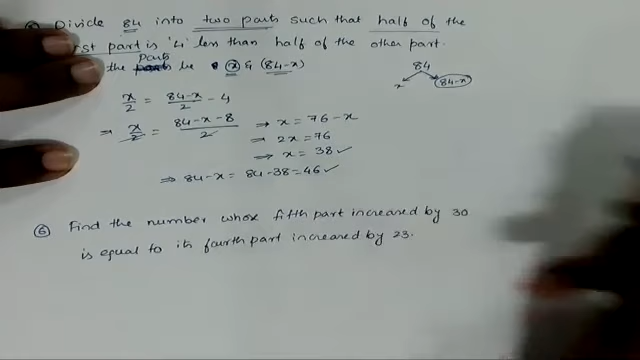 Divide 84 into two parts such that half of the
first part is '4' less than half of the other part.
the parts be x & (84-x)
84
x 84-x
x/2 = (84-x)/2 - 4
⇒ x/2 = (84-x-8)/2 ⇒ x = 76 - x
⇒ 2x = 76
⇒ x = 38 ✓
⇒ 84-x = 84-38 = 46 ✓
⑥ Find the number whose fifth part increased by 30
is equal to its fourth part increased by 23.